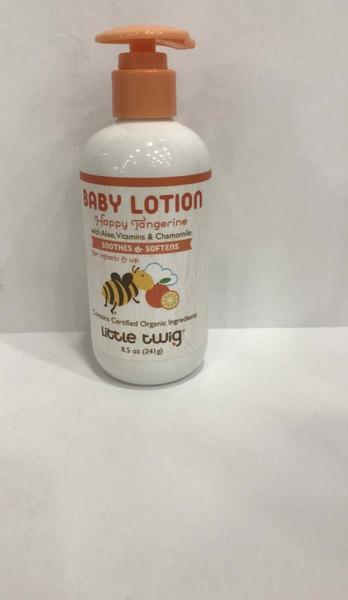 BABY LOTION
Happy Tangerine
with Aloe, Vitamins & Chamomile
SOOTHES & SOFTENS
for infants & up
Contains Certified Organic Ingredients
little twig®
8.5 oz (241g)